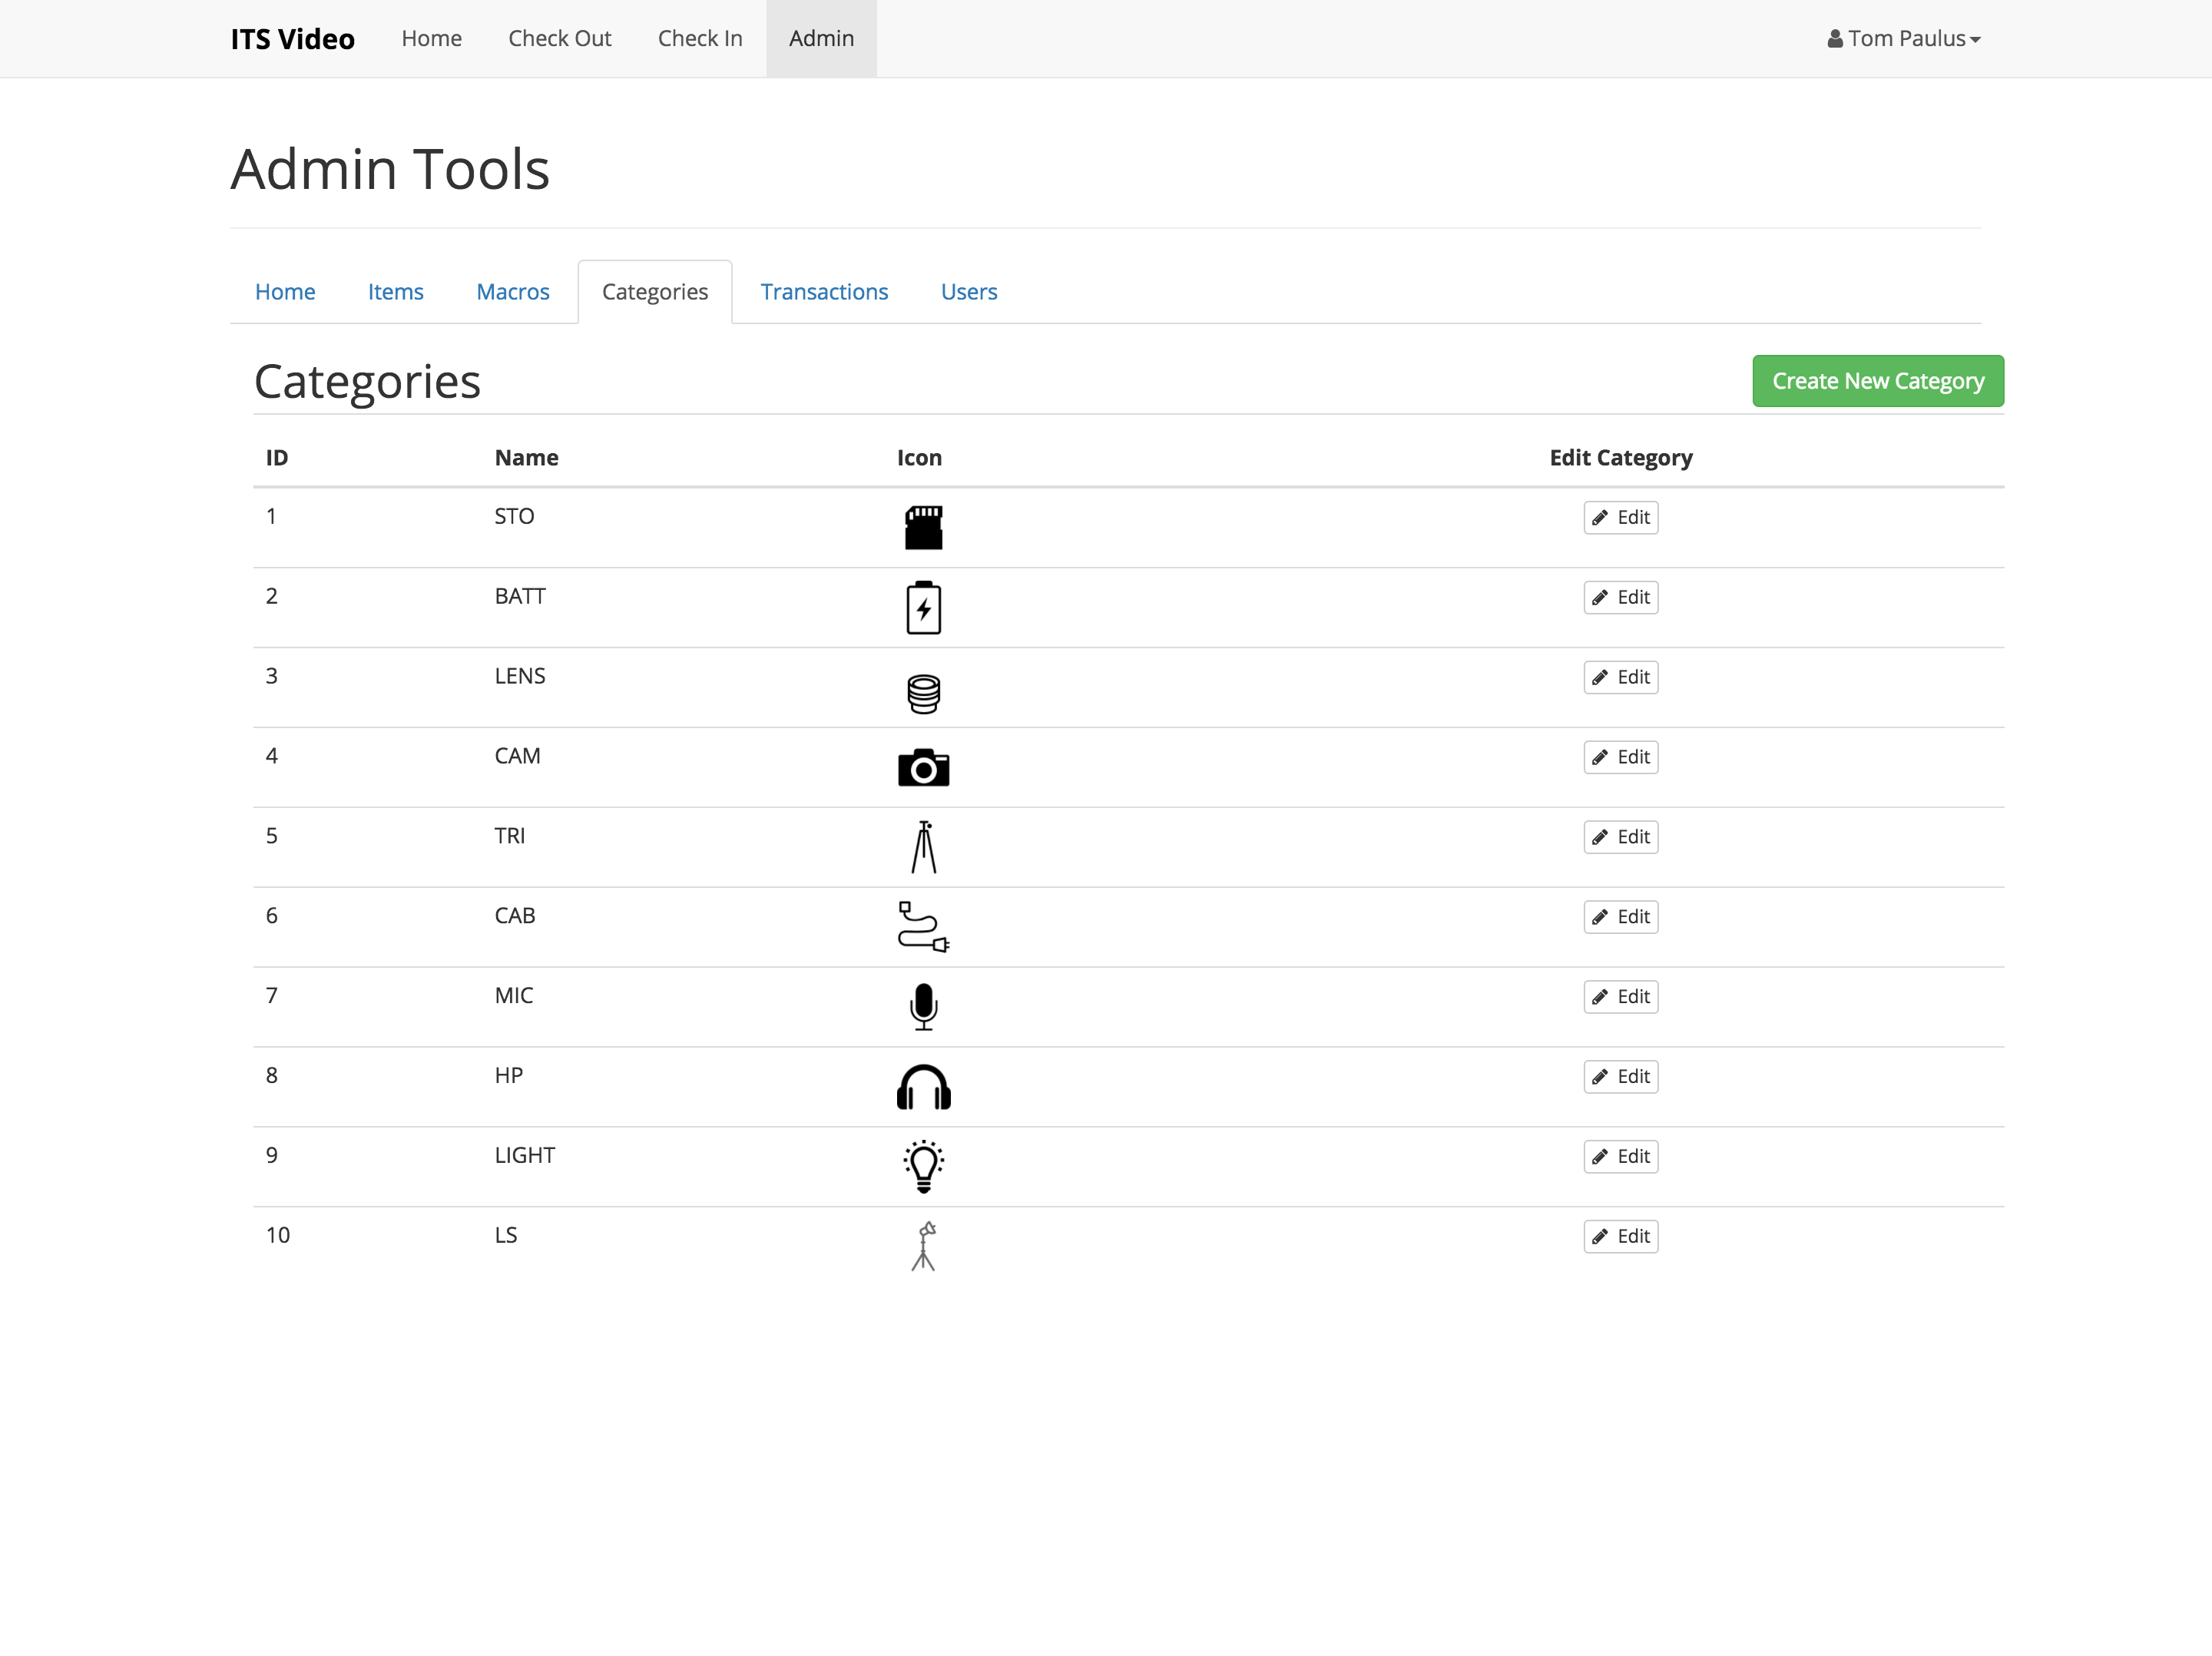 ITS Video Home Check Out Check In Admin Tom Paulus
Admin Tools
Home Items Macros Categories Transactions Users
Categories Create New Category
ID Name Icon Edit Category
1 STO Edit
2 BATT Edit
3 LENS Edit
4 CAM Edit
5 TRI Edit
6 CAB Edit
7 MIC Edit
8 HP Edit
9 LIGHT Edit
10 LS Edit